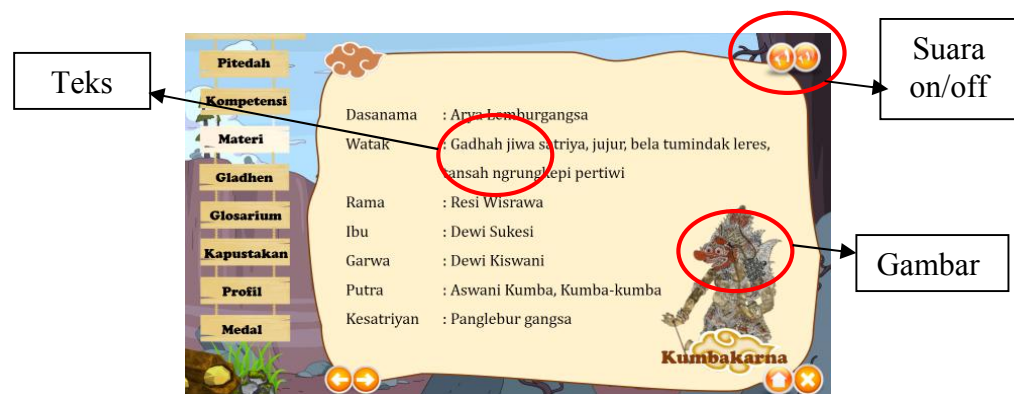 Teks
Suara
on/off
Gambar
Pitedah
Kompetensi
Materi
Gladhen
Glosarium
Kapustakan
Profil
Medal
Dasanama : Arya Lemburgangsa
Watak : Gadhah jiwa satriya, jujur, bela tumindak leres,
tansah ngrungkepi pertiwi
Rama : Resi Wisrawa
Ibu : Dewi Sukesi
Garwa : Dewi Kiswani
Putra : Aswani Kumba, Kumba-kumba
Kesatriyan : Panglebur gangsa
Kumbakarna